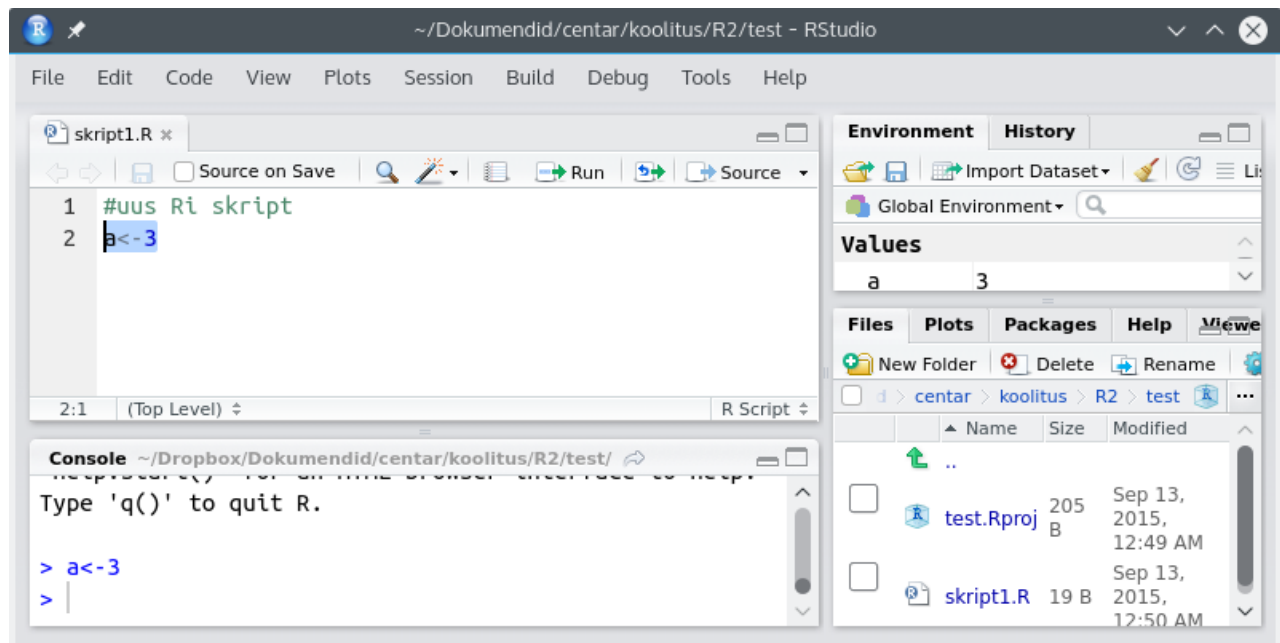 ~/Dokumendid/centar/koolitus/R2/test - RStudio
File Edit Code View Plots Session Build Debug Tools Help
skript1.R
Source on Save Run Source
1 #uus Ri skript
2 a<-3
2:1 (Top Level) R Script
Console ~/Dropbox/Dokumendid/centar/koolitus/R2/test/
Type 'q()' to quit R.
> a<-3
>
Environment History
Import Dataset
Global Environment
Values
a 3
Files Plots Packages Help
New Folder Delete Rename
centar > koolitus > R2 > test ...
Name Size Modified
..
test.Rproj 205 B Sep 13, 2015, 12:49 AM
skript1.R 19 B Sep 13, 2015, 12:50 AM